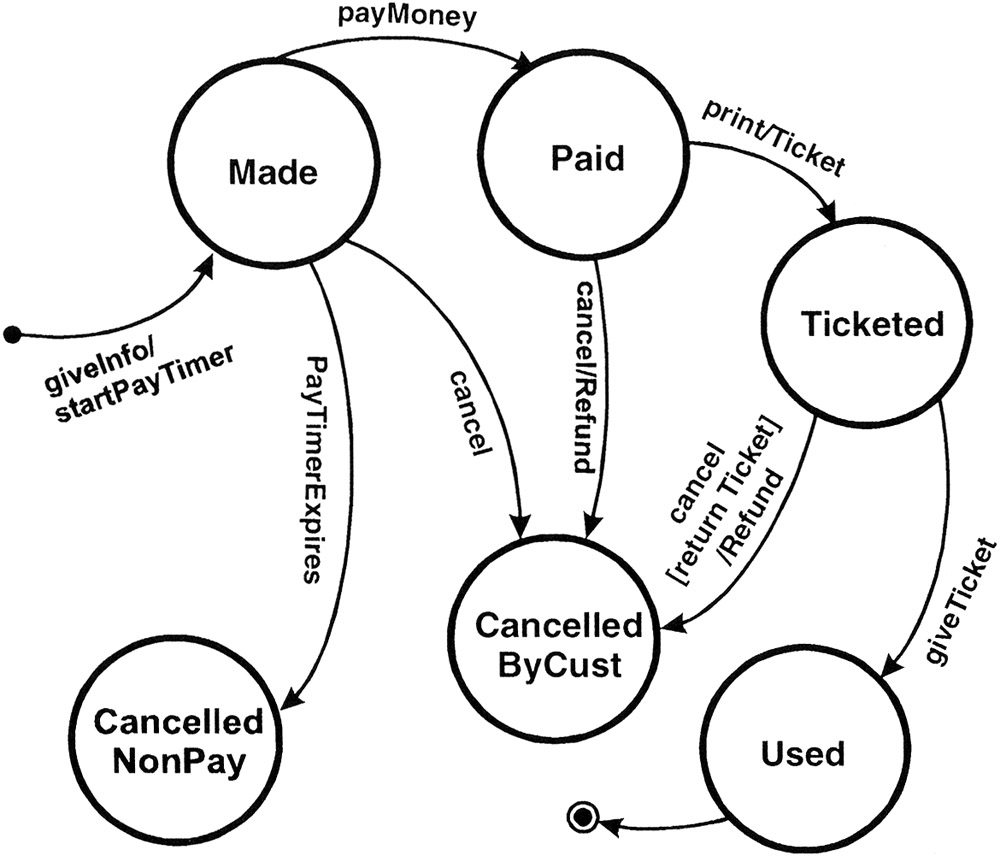 payMoney
print/Ticket
Made
Paid
Ticketed
giveInfo/
startPayTimer
PayTimerExpires
cancel
cancel/Refund
cancel
[return Ticket]
/Refund
giveTicket
Cancelled
ByCust
Cancelled
NonPay
Used